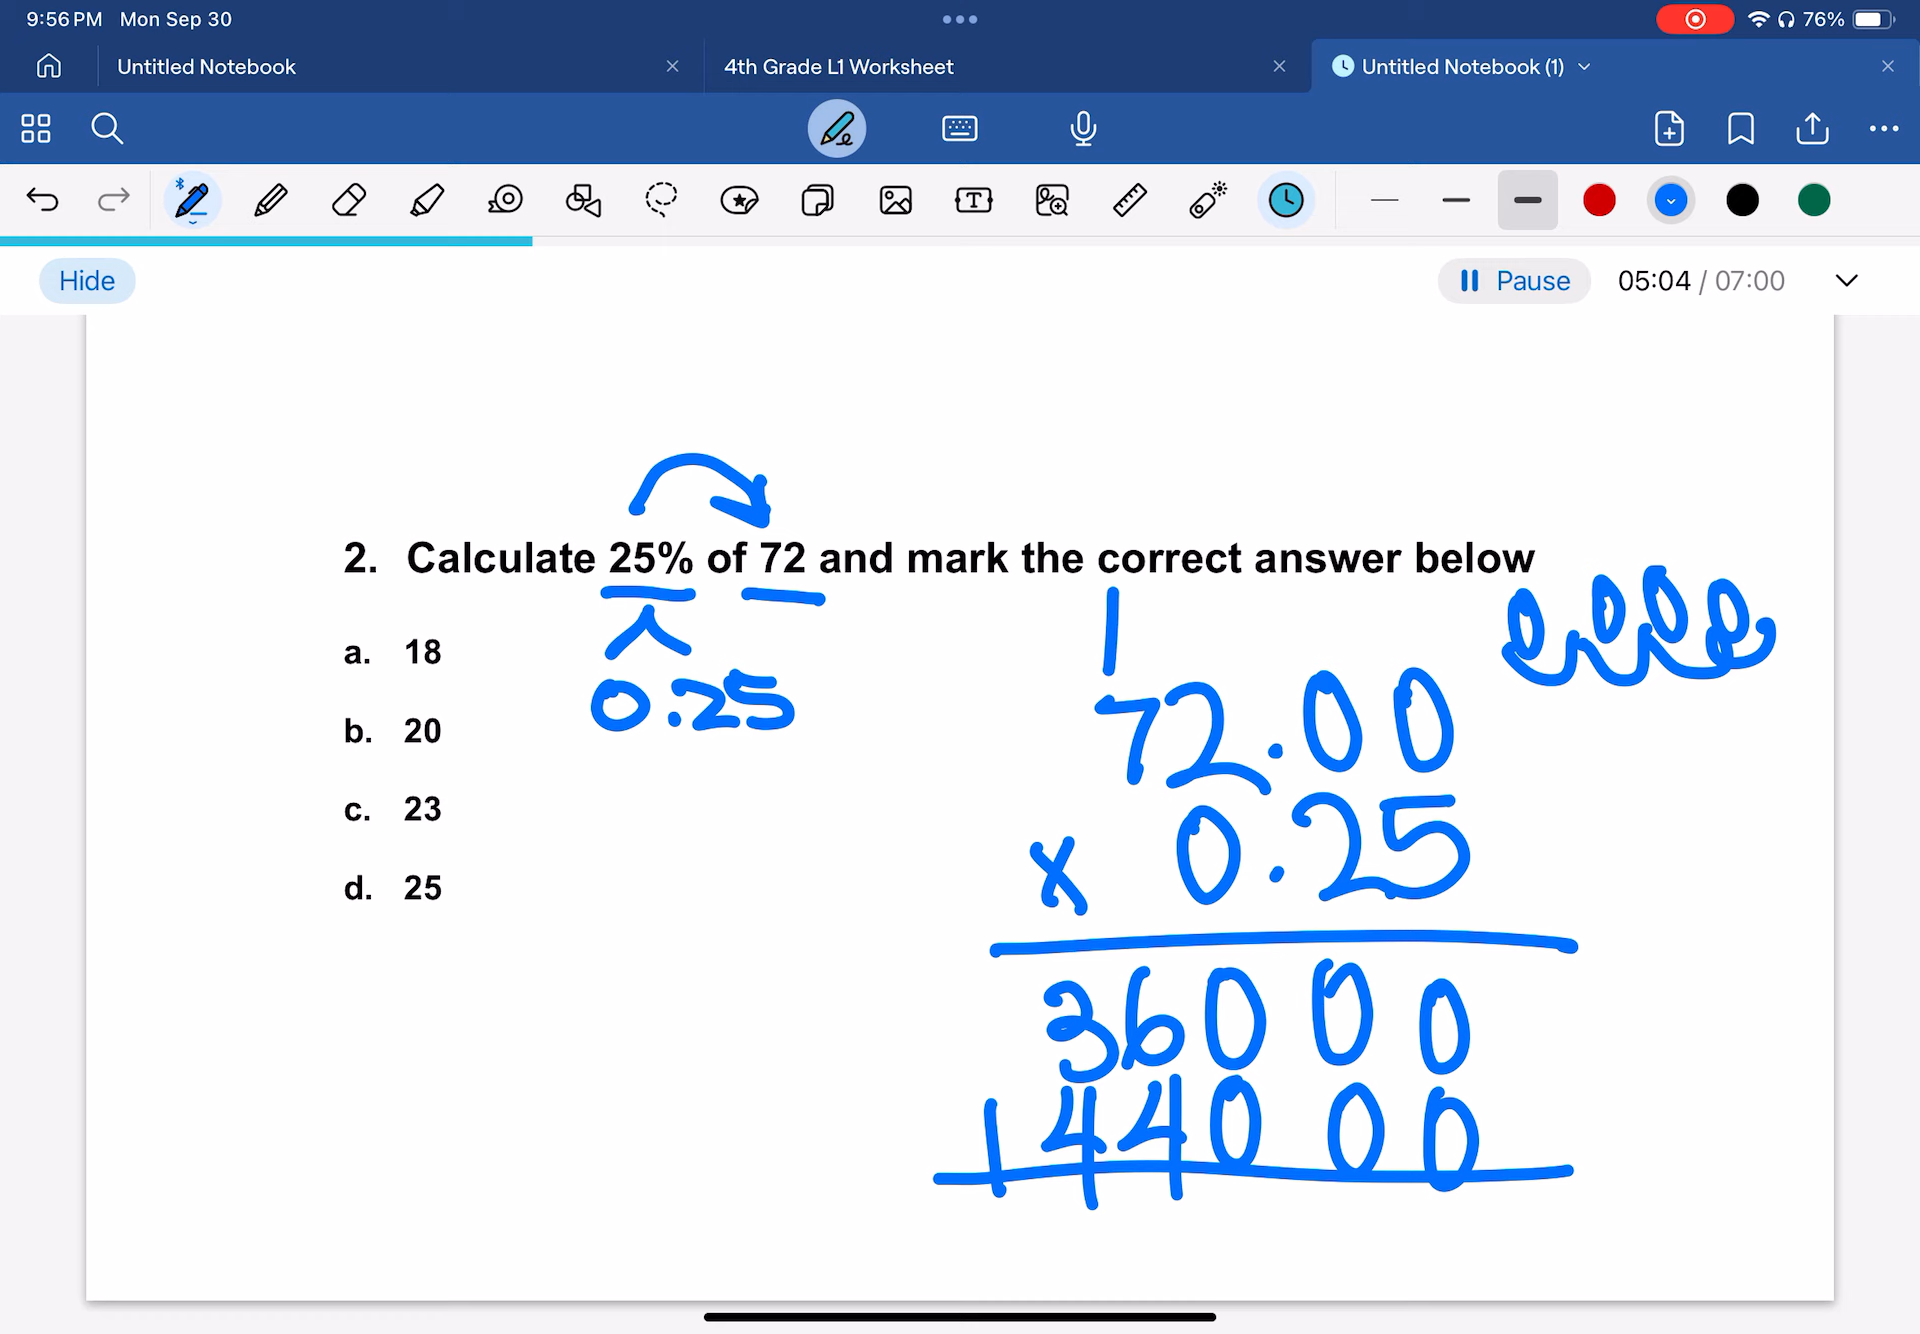 9:56 PM Mon Sep 30
76%
Untitled Notebook
4th Grade L1 Worksheet
Untitled Notebook (1)
Hide
Pause
05:04 / 07:00
2. Calculate 25% of 72 and mark the correct answer below
a. 18
b. 20
c. 23
d. 25
0.25
0000
1
72.00
x 0.25
36000
144000